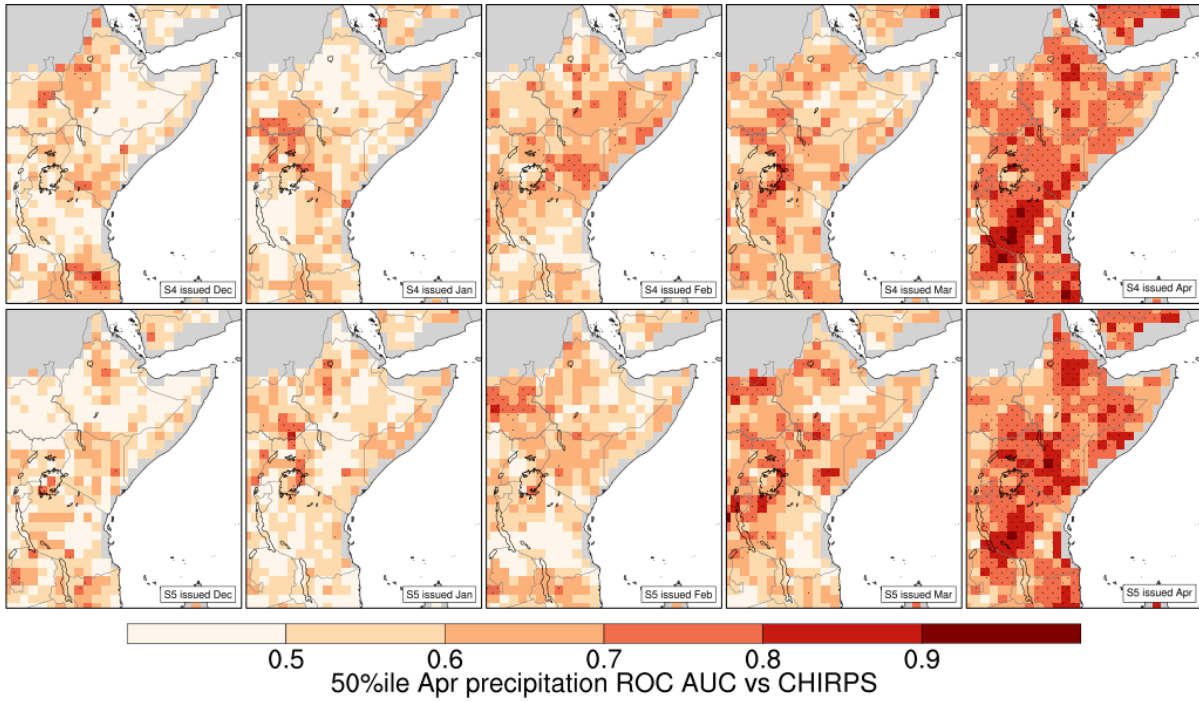 S4 issued Dec
S4 issued Jan
S4 issued Feb
S4 issued Mar
S4 issued Apr
S5 issued Dec
S5 issued Jan
S5 issued Feb
S5 issued Mar
S5 issued Apr
0.5 0.6 0.7 0.8 0.9
50%ile Apr precipitation ROC AUC vs CHIRPS